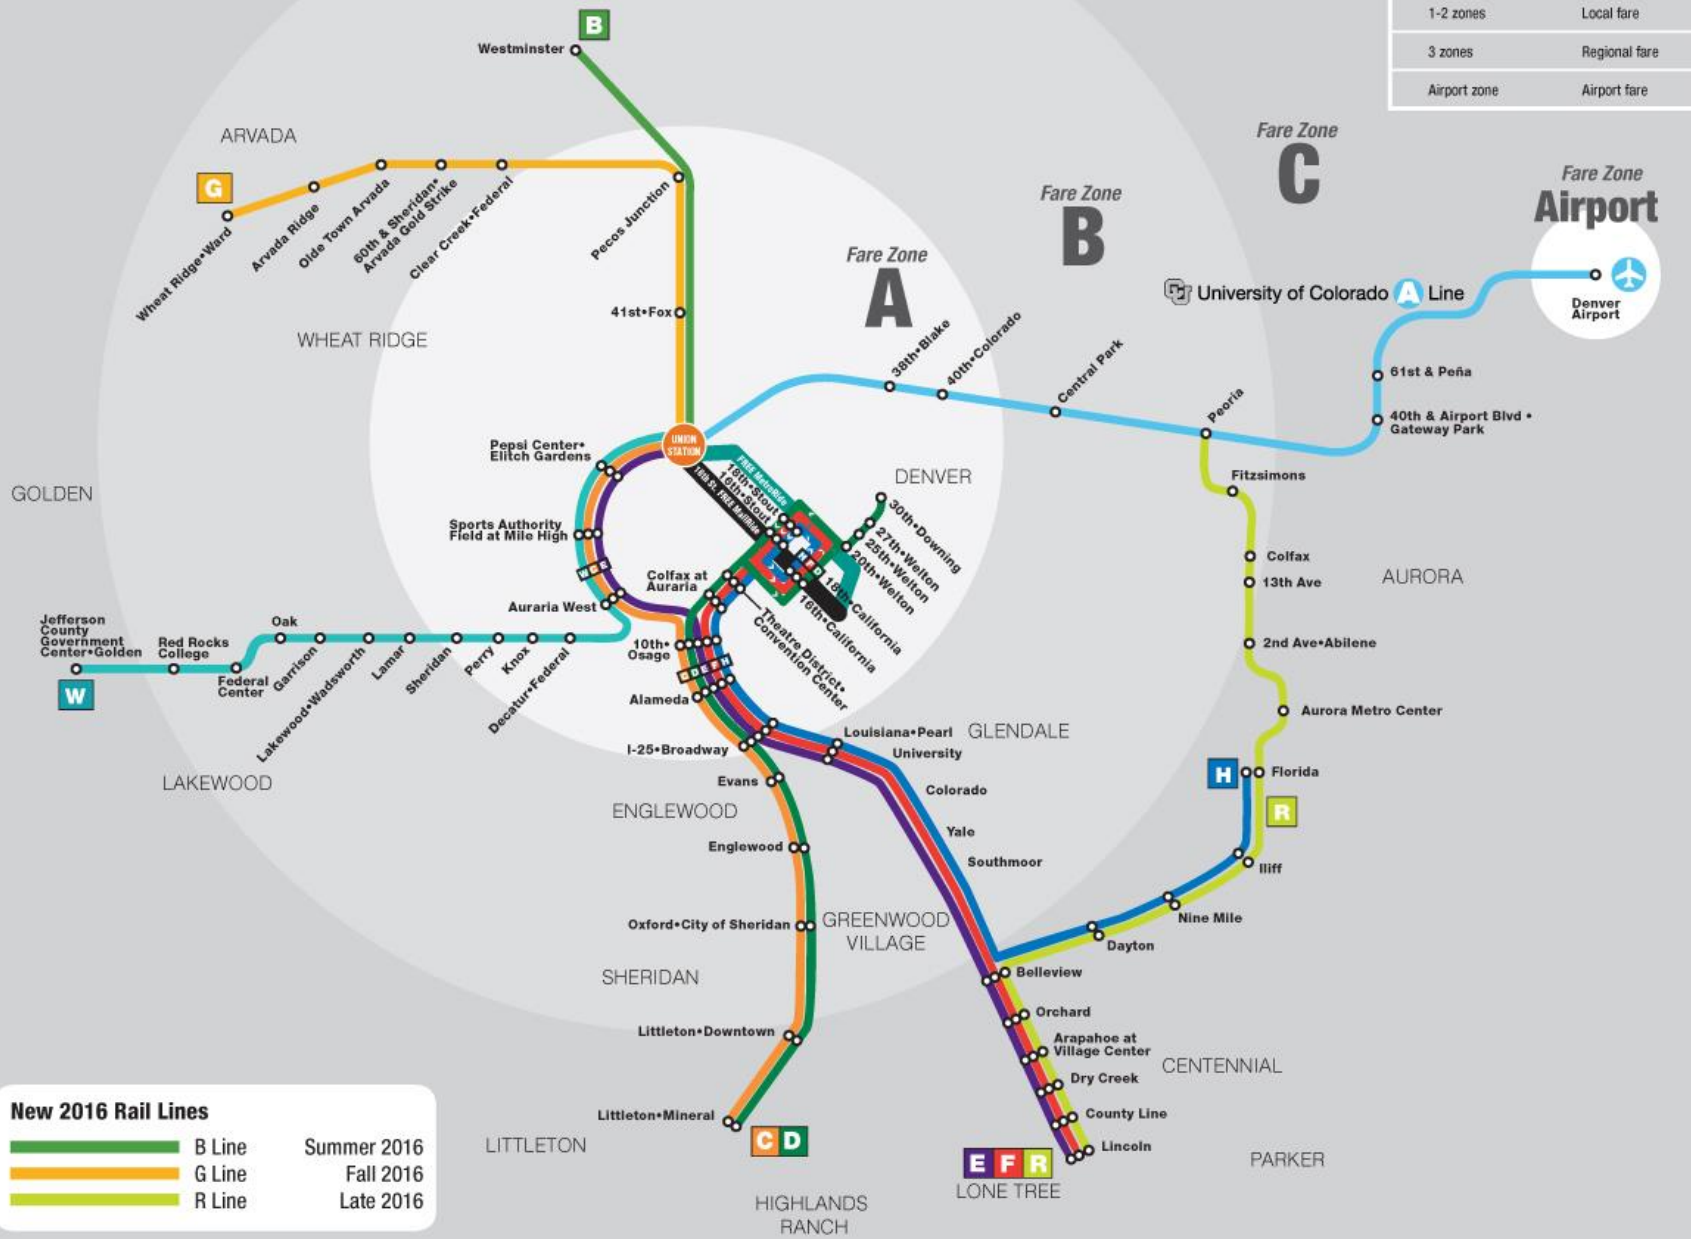 1-2 zones Local fare
3 zones Regional fare
Airport zone Airport fare
B
Westminster
ARVADA
G
Wheat Ridge•Ward
Arvada Ridge
Olde Town Arvada
60th & Sheridan•
Arvada Gold Strike
Clear Creek•Federal
Pecos Junction
41st•Fox
WHEAT RIDGE
Fare Zone
A
Fare Zone
B
Fare Zone
C
Fare Zone
Airport
University of Colorado A Line
Denver
Airport
61st & Peña
40th & Airport Blvd •
Gateway Park
38th•Blake
40th•Colorado
Central Park
Peoria
UNION
STATION
Pepsi Center•
Elitch Gardens
Sports Authority
Field at Mile High
W C E
Auraria West
GOLDEN
DENVER
FREE MetroRide
18th•Stout
16th•Stout
16th St. FREE MallRide
30th•Downing
27th•Welton
25th•Welton
20th•Welton
H F D
18th•California
16th•California
Colfax at
Auraria
Theatre District•
Convention Center
10th•
Osage
C D E F H
Alameda
I-25•Broadway
Jefferson
County
Government
Center•Golden
W
Red Rocks
College
Federal
Center
Oak
Garrison
Lakewood•Wadsworth
Lamar
Sheridan
Perry
Knox
Decatur•Federal
LAKEWOOD
Fitzsimons
Colfax
13th Ave
AURORA
2nd Ave•Abilene
Aurora Metro Center
H
Florida
R
Iliff
Nine Mile
Dayton
Louisiana•Pearl
GLENDALE
University
Colorado
Yale
Southmoor
Evans
ENGLEWOOD
Englewood
Oxford•City of Sheridan
GREENWOOD
VILLAGE
SHERIDAN
Littleton•Downtown
Littleton•Mineral
C D
LITTLETON
HIGHLANDS
RANCH
Belleview
Orchard
Arapahoe at
Village Center
CENTENNIAL
Dry Creek
County Line
Lincoln
E F R
LONE TREE
PARKER
New 2016 Rail Lines
B Line Summer 2016
G Line Fall 2016
R Line Late 2016